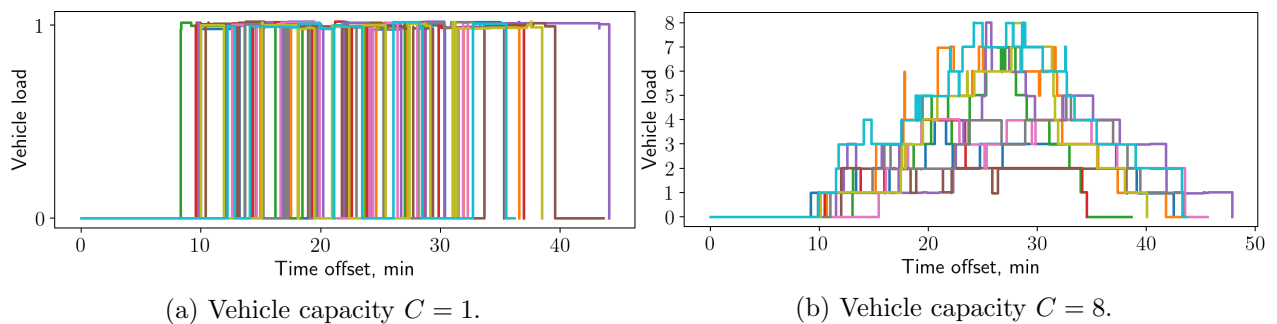 1
0
Vehicle load
0 10 20 30 40
Time offset, min
(a) Vehicle capacity C = 1.
8
7
6
5
4
3
2
1
0
Vehicle load
0 10 20 30 40 50
Time offset, min
(b) Vehicle capacity C = 8.